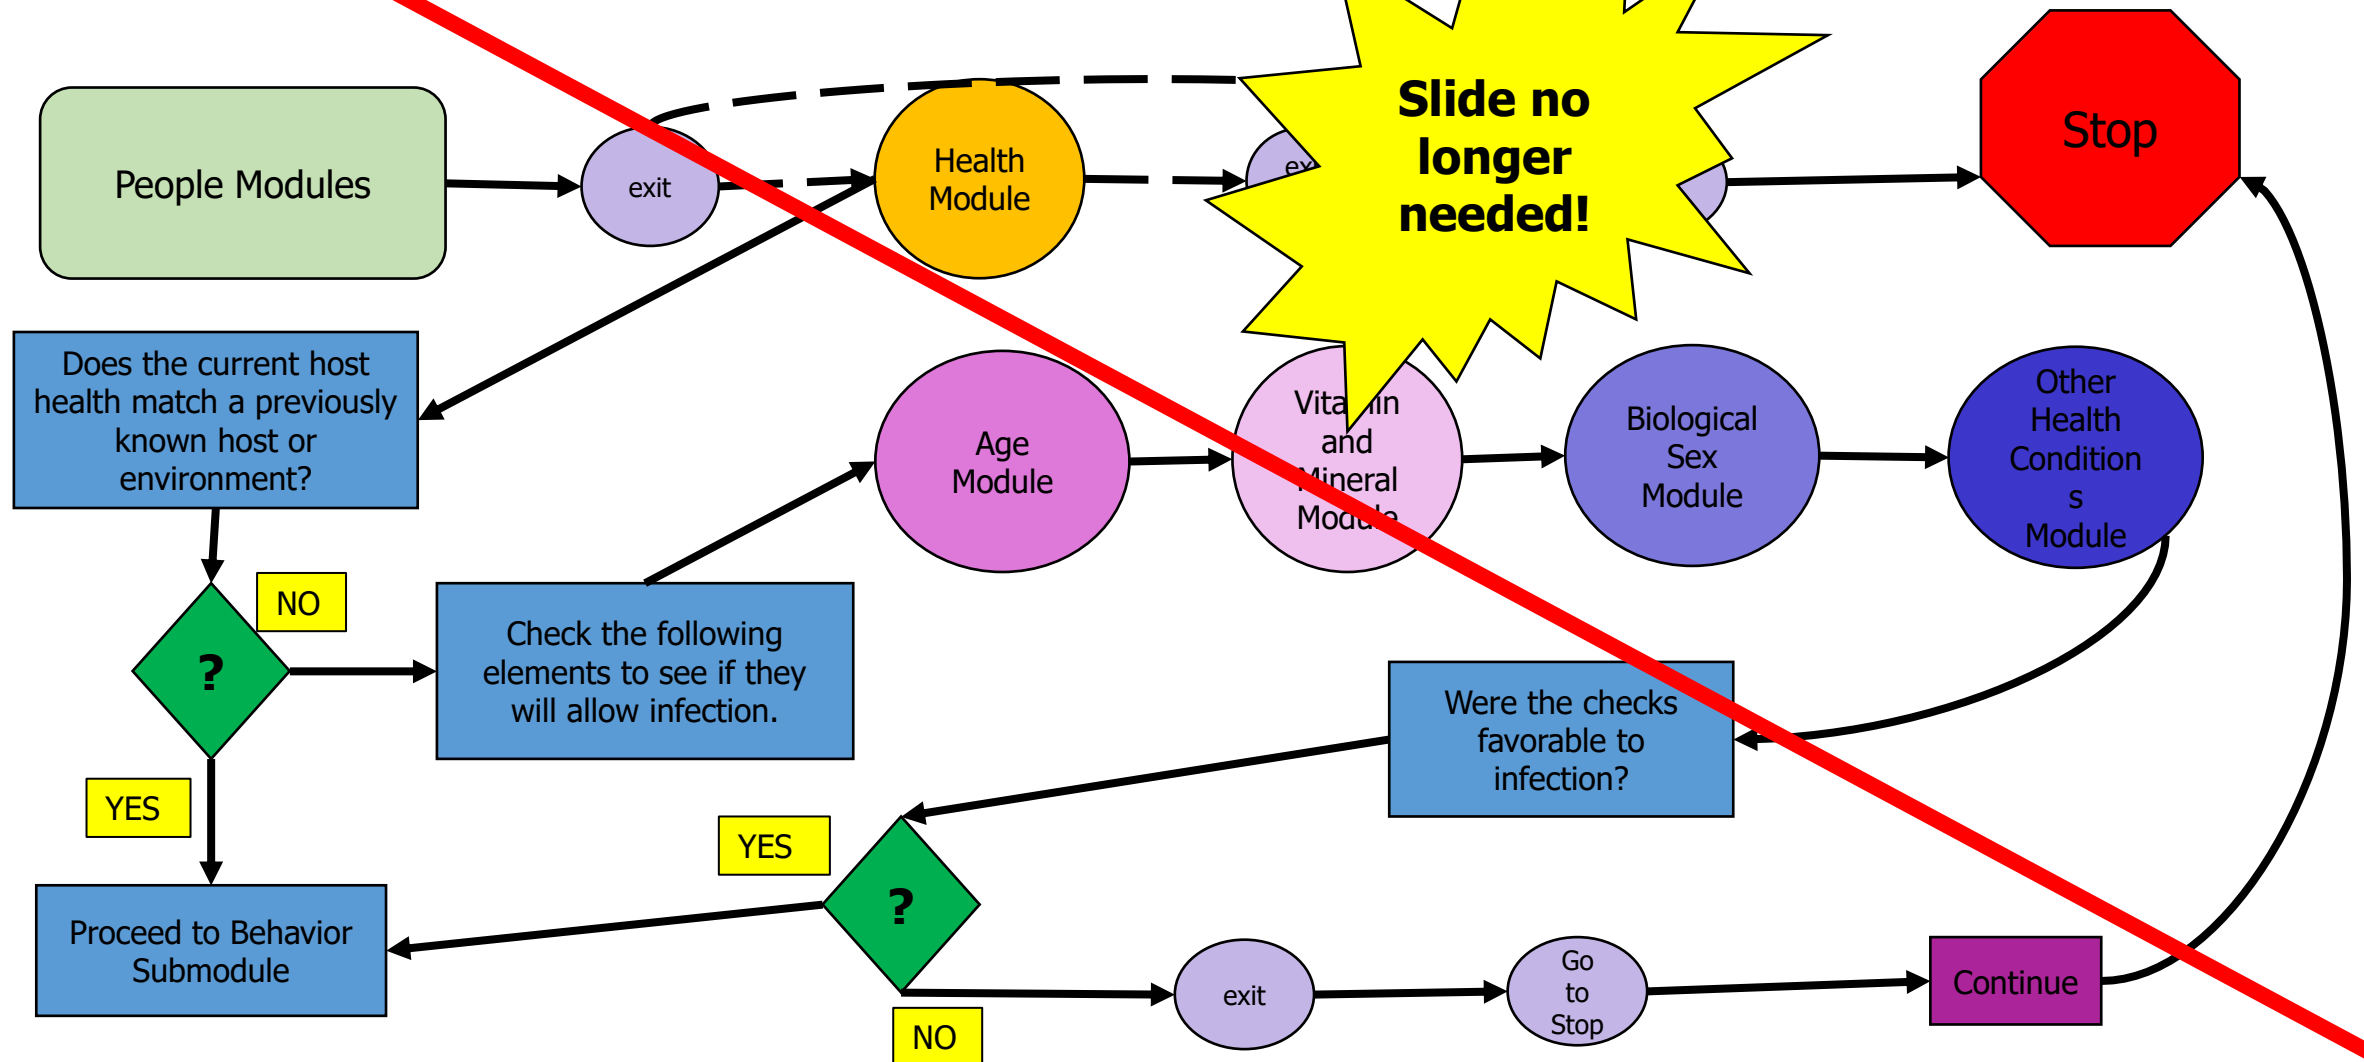 People Modules
exit
Health
Module
Slide no
longer
needed!
Stop
Does the current host
health match a previously
known host or
environment?
Age
Module
and
Mineral
Module
Biological
Sex
Module
Other
Health
Condition
s
Module
NO
?
Check the following
elements to see if they
will allow infection.
Were the checks
favorable to
infection?
YES
YES
?
Proceed to Behavior
Submodule
exit
Go
to
Stop
Continue
NO